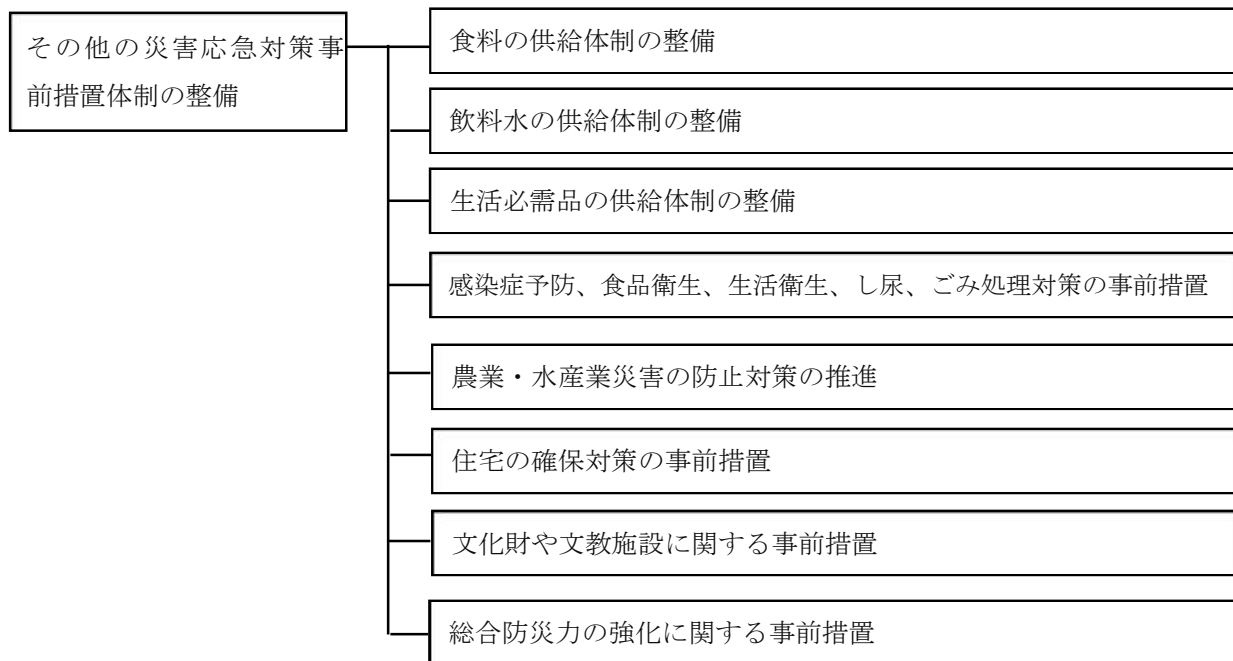 その他の災害応急対策事
前措置体制の整備
食料の供給体制の整備
飲料水の供給体制の整備
生活必需品の供給体制の整備
感染症予防、食品衛生、生活衛生、し尿、ごみ処理対策の事前措置
農業・水産業災害の防止対策の推進
住宅の確保対策の事前措置
文化財や文教施設に関する事前措置
総合防災力の強化に関する事前措置